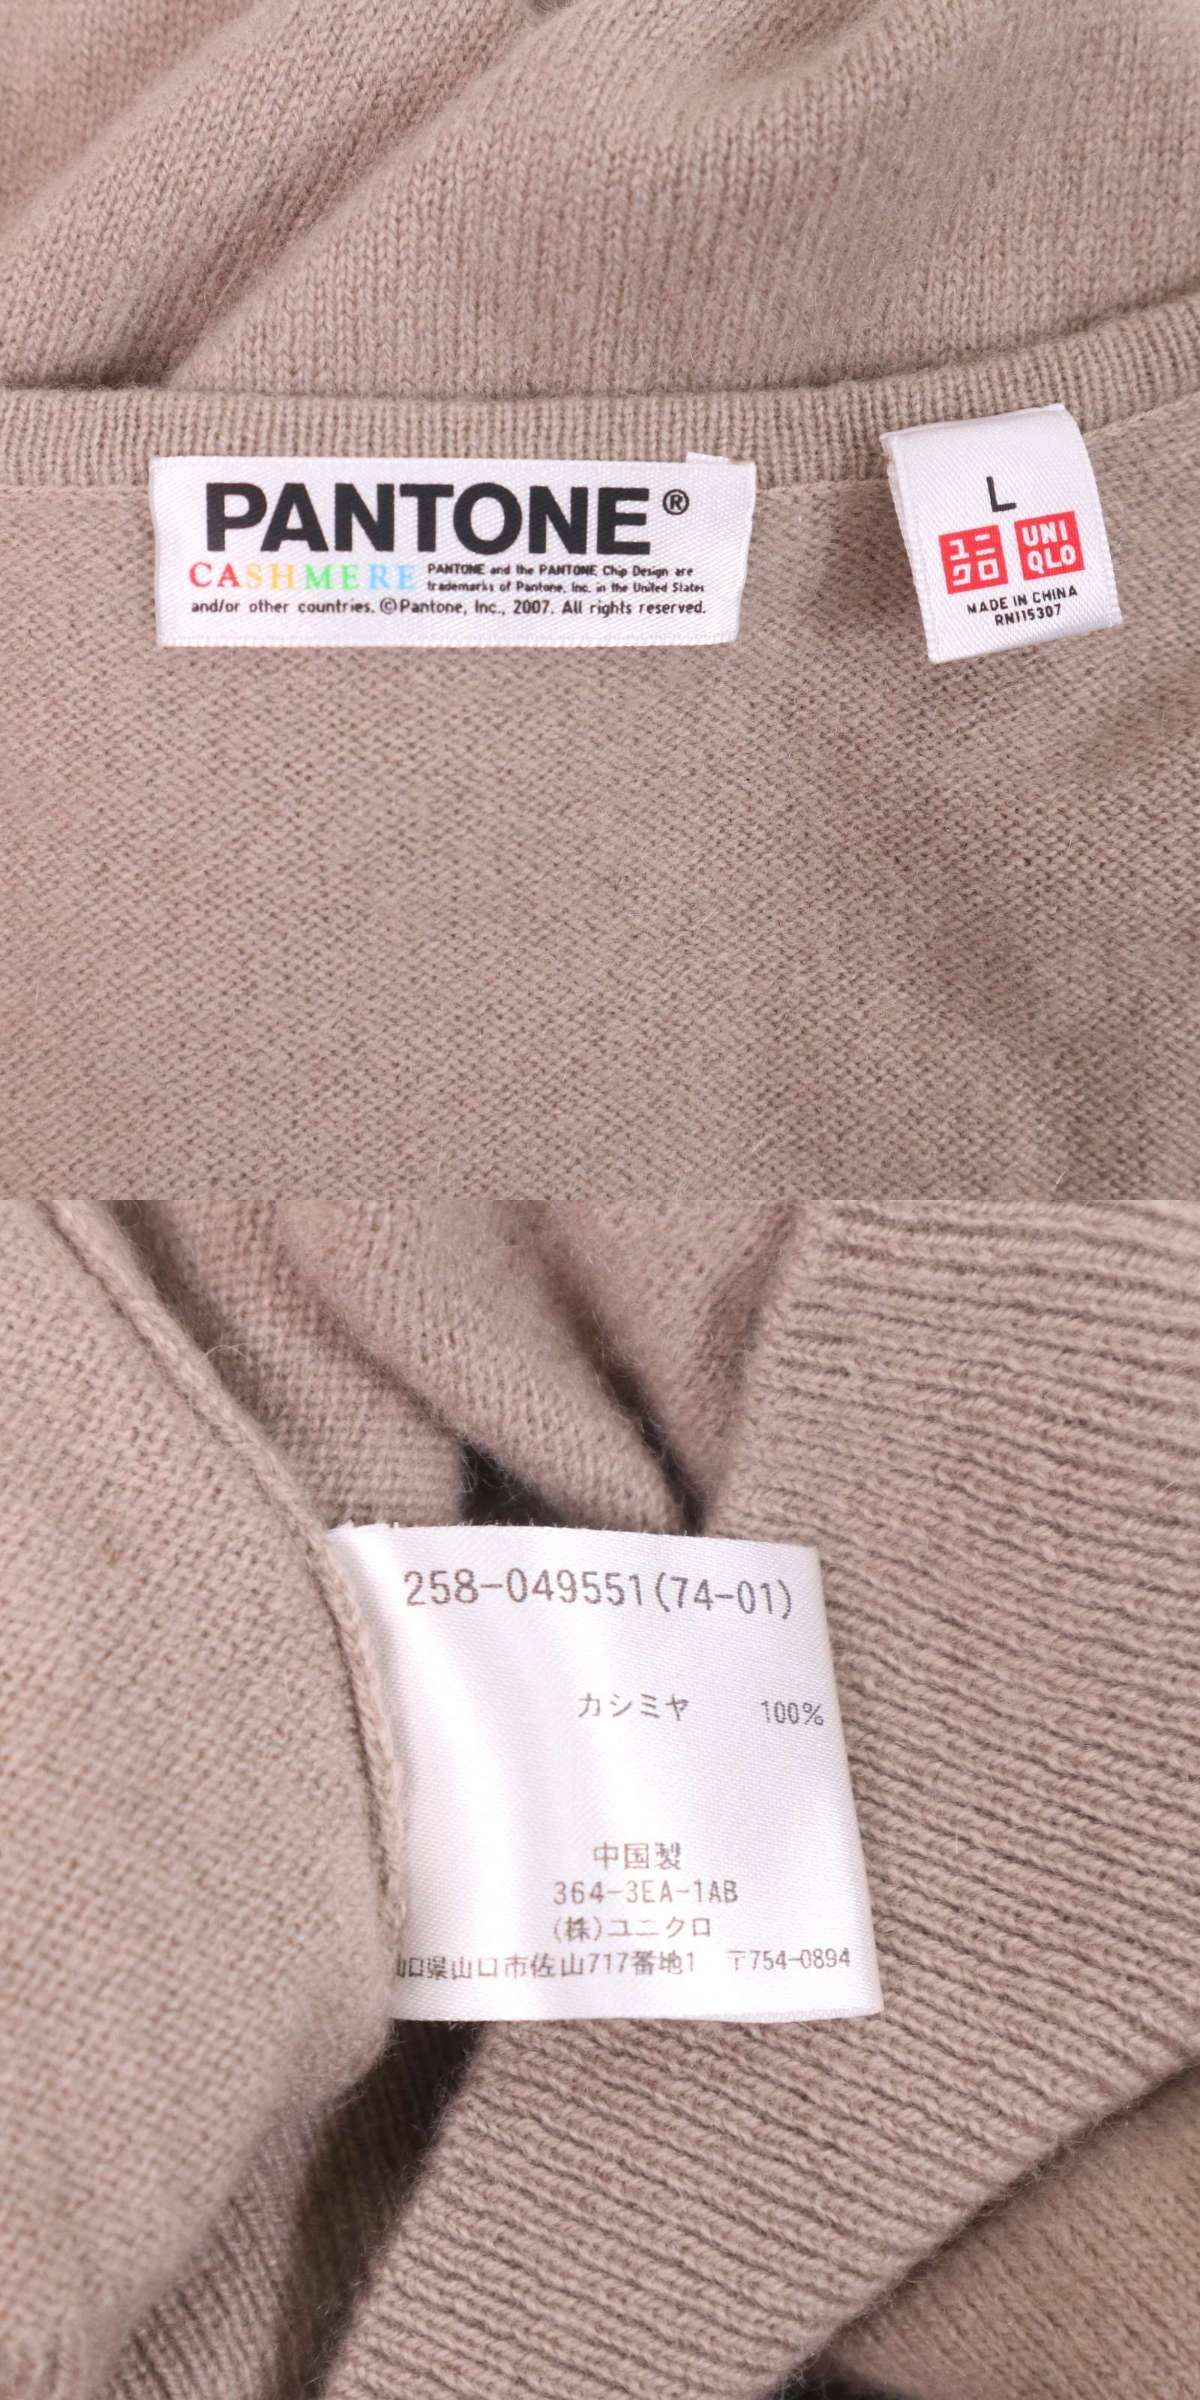 PANTONE®
CASHMERE PANTONE and the PANTONE Chip Design are
trademarks of Pantone, Inc. in the United States
and/or other countries. ©Pantone, Inc., 2007. All rights reserved.
L
ユニ UNI
クロ QLO
MADE IN CHINA
RN115307
258-049551(74-01)
カシミヤ 100%
中国製
364-3EA-1AB
(株)ユニクロ
山口県山口市佐山717番地1 〒754-0894